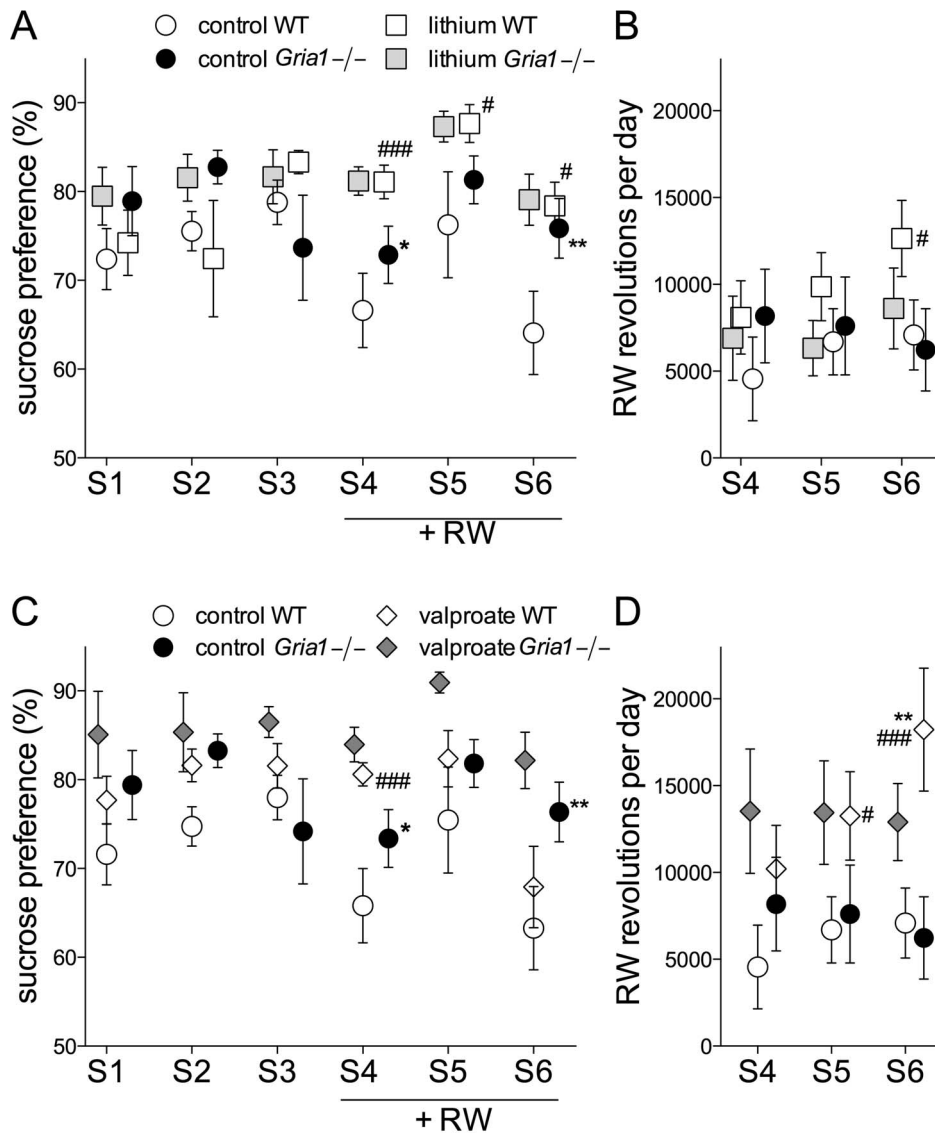 A
control WT
lithium WT
control Gria1–/–
lithium Gria1–/–
sucrose preference (%)
90
80
70
60
50
###
#
#
*
**
S1 S2 S3 S4 S5 S6
+ RW
B
RW revolutions per day
20000
15000
10000
5000
0
#
S4 S5 S6
C
control WT
valproate WT
control Gria1–/–
valproate Gria1–/–
sucrose preference (%)
90
80
70
60
50
###
*
**
S1 S2 S3 S4 S5 S6
+ RW
D
RW revolutions per day
20000
15000
10000
5000
0
**
###
#
S4 S5 S6